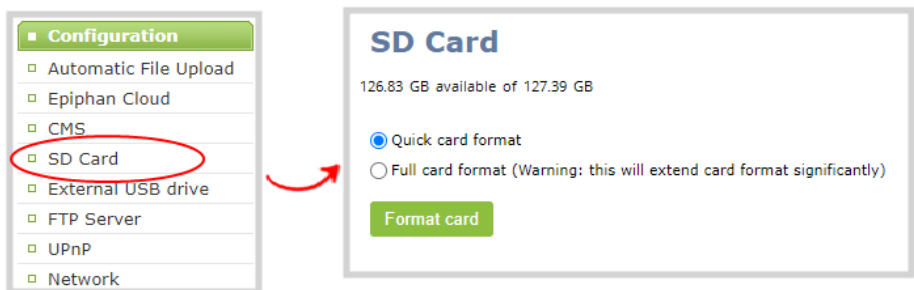 Configuration
Automatic File Upload
Epiphan Cloud
CMS
SD Card
External USB drive
FTP Server
UPnP
Network
SD Card
126.83 GB available of 127.39 GB
Quick card format
Full card format (Warning: this will extend card format significantly)
Format card